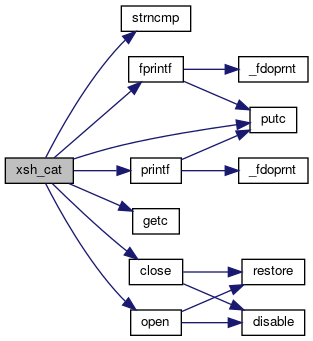 strncmp
fprintf
_fdoprnt
putc
xsh_cat
printf
_fdoprnt
getc
close
restore
open
disable